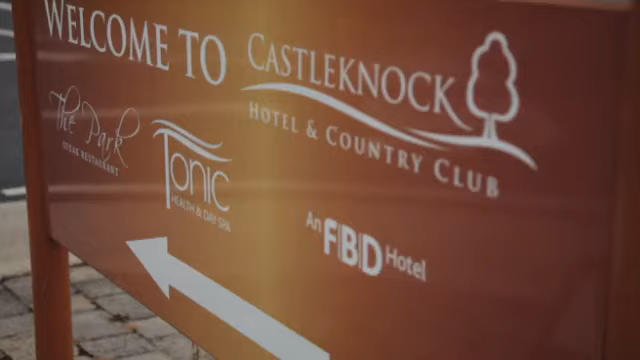 WELCOME TO
CASTLEKNOCK
HOTEL & COUNTRY CLUB
The Park
STEAK RESTAURANT
TONIC
HEALTH & DAY SPA
An FBD Hotel